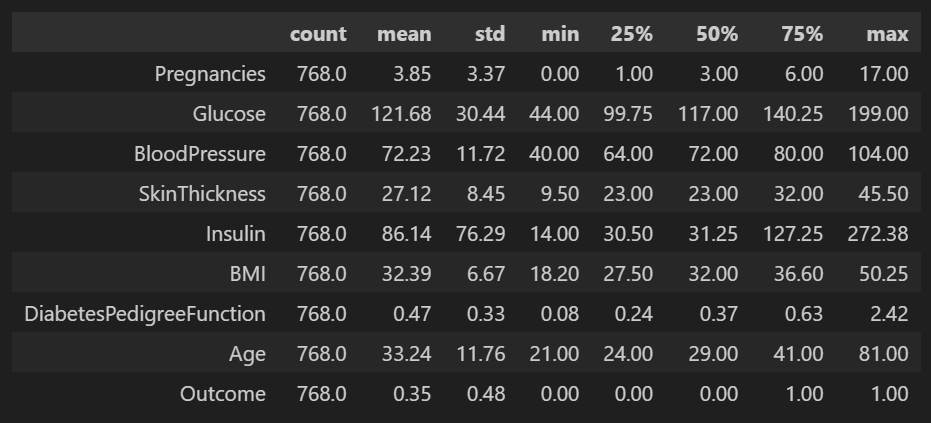 count mean std min 25% 50% 75% max
Pregnancies 768.0 3.85 3.37 0.00 1.00 3.00 6.00 17.00
Glucose 768.0 121.68 30.44 44.00 99.75 117.00 140.25 199.00
BloodPressure 768.0 72.23 11.72 40.00 64.00 72.00 80.00 104.00
SkinThickness 768.0 27.12 8.45 9.50 23.00 23.00 32.00 45.50
Insulin 768.0 86.14 76.29 14.00 30.50 31.25 127.25 272.38
BMI 768.0 32.39 6.67 18.20 27.50 32.00 36.60 50.25
DiabetesPedigreeFunction 768.0 0.47 0.33 0.08 0.24 0.37 0.63 2.42
Age 768.0 33.24 11.76 21.00 24.00 29.00 41.00 81.00
Outcome 768.0 0.35 0.48 0.00 0.00 0.00 1.00 1.00